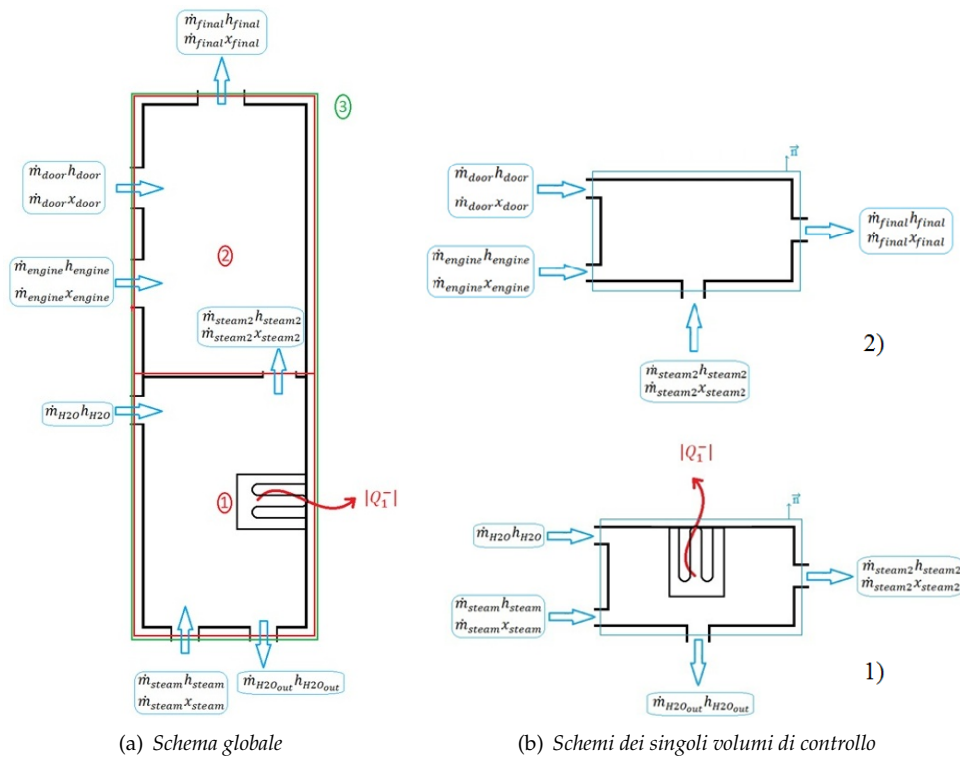 ṁ_final h_final
ṁ_final x_final
③
ṁ_door h_door
ṁ_door x_door
②
ṁ_engine h_engine
ṁ_engine x_engine
ṁ_steam2 h_steam2
ṁ_steam2 x_steam2
ṁ_H2O h_H2O
①
|Q₁⁻|
ṁ_steam h_steam
ṁ_steam x_steam
ṁ_H2O_out h_H2O_out
(a) Schema globale
n⃗
ṁ_door h_door
ṁ_door x_door
ṁ_final h_final
ṁ_final x_final
ṁ_engine h_engine
ṁ_engine x_engine
2)
ṁ_steam2 h_steam2
ṁ_steam2 x_steam2
|Q₁⁻|
n⃗
ṁ_H2O h_H2O
ṁ_steam2 h_steam2
ṁ_steam2 x_steam2
ṁ_steam h_steam
ṁ_steam x_steam
1)
ṁ_H2O_out h_H2O_out
(b) Schemi dei singoli volumi di controllo